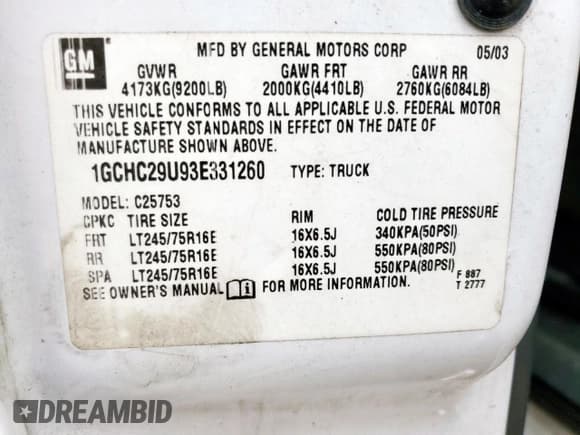 GM
MFD BY GENERAL MOTORS CORP 05/03
GVWR GAWR FRT GAWR RR
4173KG(9200LB) 2000KG(4410LB) 2760KG(6084LB)
THIS VEHICLE CONFORMS TO ALL APPLICABLE U.S. FEDERAL MOTOR
VEHICLE SAFETY STANDARDS IN EFFECT ON THE DATE OF
MANUFACTURE SHOWN ABOVE.
1GCHC29U93E331260 TYPE: TRUCK
MODEL: C25753
CPKC TIRE SIZE RIM COLD TIRE PRESSURE
FRT LT245/75R16E 16X6.5J 340KPA(50PSI)
RR LT245/75R16E 16X6.5J 550KPA(80PSI)
SPA LT245/75R16E 16X6.5J 550KPA(80PSI)
SEE OWNER'S MANUAL FOR MORE INFORMATION.
F 887
T 2777
DREAMBID